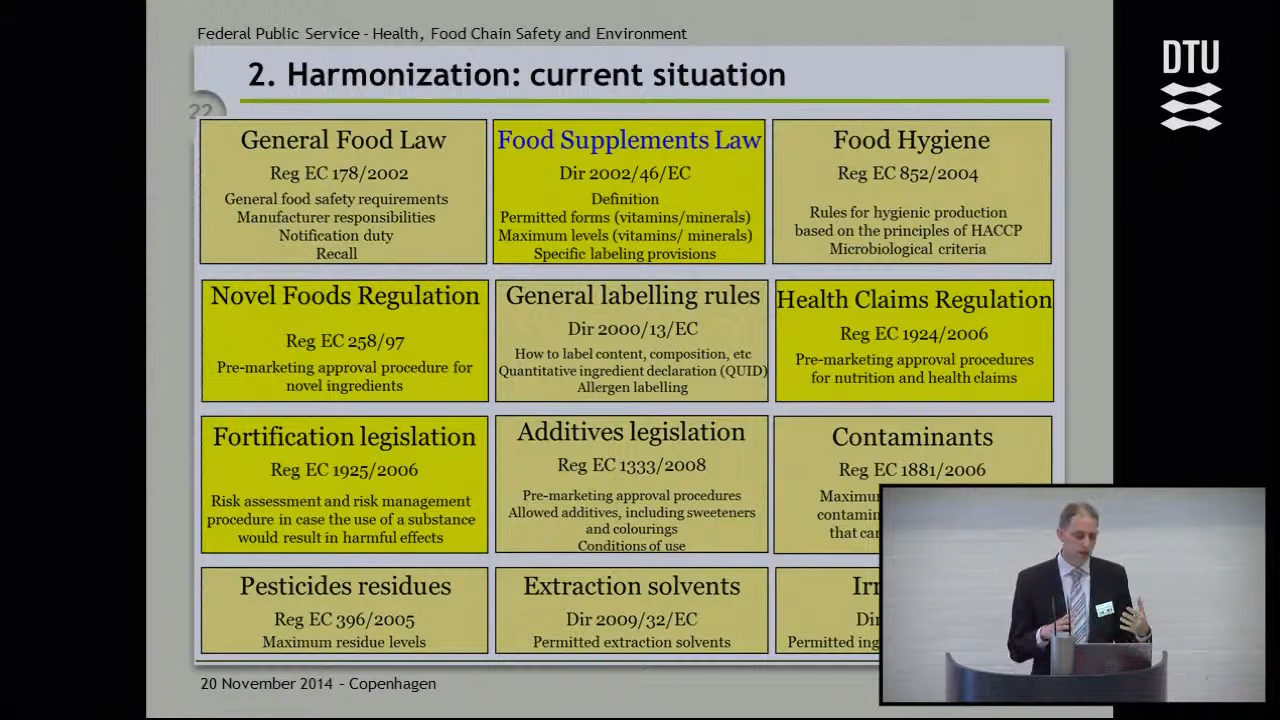 Federal Public Service - Health, Food Chain Safety and Environment
DTU
2. Harmonization: current situation
22
General Food Law
Reg EC 178/2002
General food safety requirements
Manufacturer responsibilities
Notification duty
Recall
Food Supplements Law
Dir 2002/46/EC
Definition
Permitted forms (vitamins/minerals)
Maximum levels (vitamins/ minerals)
Specific labeling provisions
Food Hygiene
Reg EC 852/2004
Rules for hygienic production
based on the principles of HACCP
Microbiological criteria
Novel Foods Regulation
Reg EC 258/97
Pre-marketing approval procedure for
novel ingredients
General labelling rules
Dir 2000/13/EC
How to label content, composition, etc
Quantitative ingredient declaration (QUID)
Allergen labelling
Health Claims Regulation
Reg EC 1924/2006
Pre-marketing approval procedures
for nutrition and health claims
Fortification legislation
Reg EC 1925/2006
Risk assessment and risk management
procedure in case the use of a substance
would result in harmful effects
Additives legislation
Reg EC 1333/2008
Pre-marketing approval procedures
Allowed additives, including sweeteners
and colourings
Conditions of use
Contaminants
Reg EC 1881/2006
that
Pesticides residues
Reg EC 396/2005
Maximum residue levels
Extraction solvents
Dir 2009/32/EC
Permitted extraction solvents
Permitted
20 November 2014 – Copenhagen